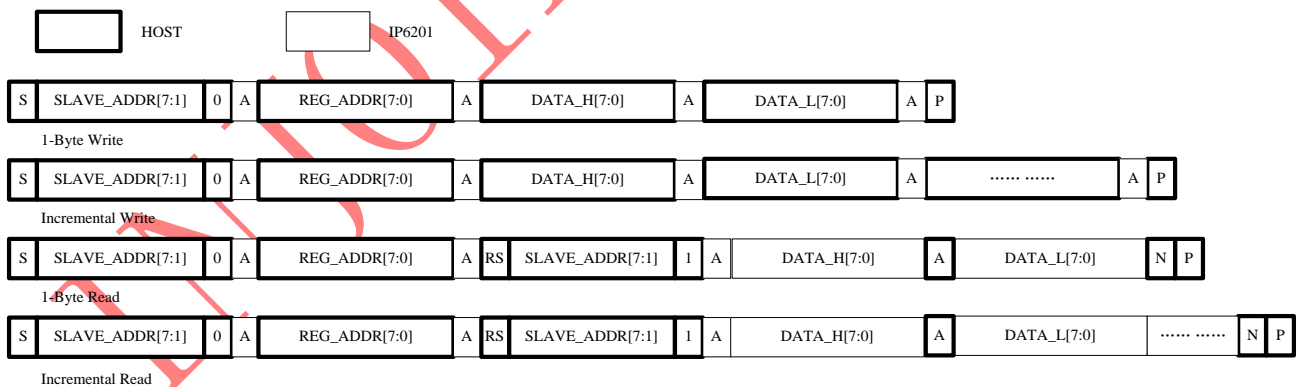 HOST IP6201
S SLAVE_ADDR[7:1] 0 A REG_ADDR[7:0] A DATA_H[7:0] A DATA_L[7:0] A P
1-Byte Write
S SLAVE_ADDR[7:1] 0 A REG_ADDR[7:0] A DATA_H[7:0] A DATA_L[7:0] A ⋯⋯ ⋯⋯ A P
Incremental Write
S SLAVE_ADDR[7:1] 0 A REG_ADDR[7:0] A RS SLAVE_ADDR[7:1] 1 A DATA_H[7:0] A DATA_L[7:0] N P
1-Byte Read
S SLAVE_ADDR[7:1] 0 A REG_ADDR[7:0] A RS SLAVE_ADDR[7:1] 1 A DATA_H[7:0] A DATA_L[7:0] ⋯⋯ ⋯⋯ N P
Incremental Read